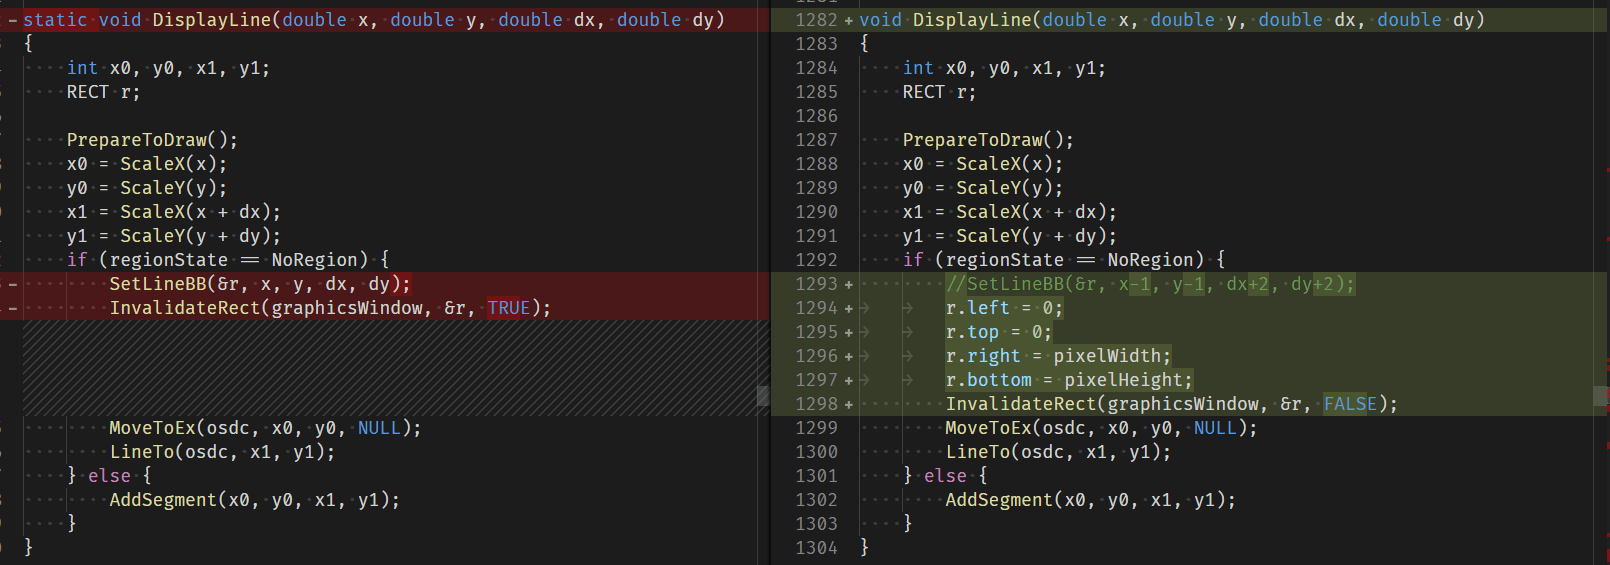 static void DisplayLine(double x, double y, double dx, double dy)
{
    int x0, y0, x1, y1;
    RECT r;

    PrepareToDraw();
    x0 = ScaleX(x);
    y0 = ScaleY(y);
    x1 = ScaleX(x + dx);
    y1 = ScaleY(y + dy);
    if (regionState == NoRegion) {
        SetLineBB(&r, x, y, dx, dy);
        InvalidateRect(graphicsWindow, &r, TRUE);
        MoveToEx(osdc, x0, y0, NULL);
        LineTo(osdc, x1, y1);
    } else {
        AddSegment(x0, y0, x1, y1);
    }
}
1282 + void DisplayLine(double x, double y, double dx, double dy)
1283 {
1284     int x0, y0, x1, y1;
1285     RECT r;
1286
1287     PrepareToDraw();
1288     x0 = ScaleX(x);
1289     y0 = ScaleY(y);
1290     x1 = ScaleX(x + dx);
1291     y1 = ScaleY(y + dy);
1292     if (regionState == NoRegion) {
1293 +         //SetLineBB(&r, x-1, y-1, dx+2, dy+2);
1294 +         r.left = 0;
1295 +         r.top = 0;
1296 +         r.right = pixelWidth;
1297 +         r.bottom = pixelHeight;
1298 +         InvalidateRect(graphicsWindow, &r, FALSE);
1299         MoveToEx(osdc, x0, y0, NULL);
1300         LineTo(osdc, x1, y1);
1301     } else {
1302         AddSegment(x0, y0, x1, y1);
1303     }
1304 }